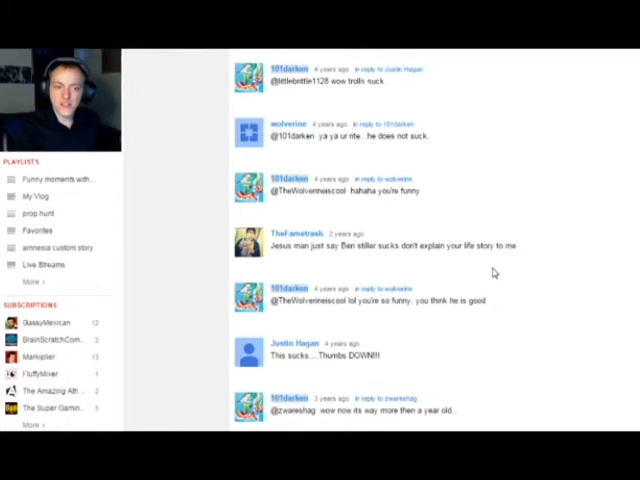 PLAYLISTS
Funny moments with...
My Vlog
prop hunt
Favorites
amnesia custom story
Live Streams
More ›
SUBSCRIPTIONS
GassyMexican 12
BrainScratchCom... 2
Markiplier 13
FluffyMixer 1
The Amazing Ath... 2
The Super Gamin... 5
More ›
101darken 4 years ago in reply to Justin Hagan
@littlebrittle1128 wow trolls suck
wolverine 4 years ago in reply to 101darken
@101darken ya ya ur rite...he does not suck.
101darken 4 years ago in reply to wolverine
@TheWolverineiscool hahaha you're funny
TheFametrash 2 years ago
Jesus man just say Ben stiller sucks don't explain your life story to me
101darken 4 years ago in reply to wolverine
@TheWolverineiscool lol you're so funny, you think he is good
Justin Hagan 4 years ago
This sucks....Thumbs DOWN!!!
101darken 3 years ago in reply to zwareshag
@zwareshag wow now its way more then a year old...